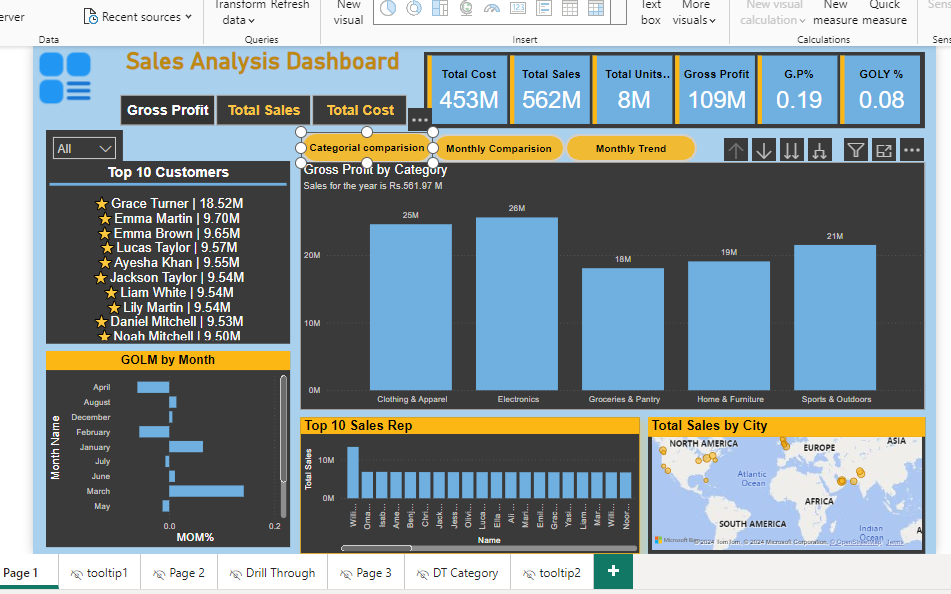 erver
Recent sources
Transform Refresh
data
New
visual
Text
box
More
visuals
New visual
calculation
New
measure
Quick
measure
Sens
Data
Queries
Insert
Calculations
Sens
Sales Analysis Dashboard
Gross Profit
Total Sales
Total Cost
Total Cost
453M
Total Sales
562M
Total Units..
8M
Gross Profit
109M
G.P%
0.19
GOLY %
0.08
All
Categorial comparision
Monthly Comparision
Monthly Trend
Top 10 Customers
Grace Turner | 18.52M
Emma Martin | 9.70M
Emma Brown | 9.65M
Lucas Taylor | 9.57M
Ayesha Khan | 9.55M
Jackson Taylor | 9.54M
Liam White | 9.54M
Lily Martin | 9.54M
Daniel Mitchell | 9.53M
Noah Mitchell | 9.50M
Gross Profit by Category
Sales for the year is Rs.561.97 M
25M
26M
18M
19M
21M
20M
10M
0M
Clothing & Apparel
Electronics
Groceries & Pantry
Home & Furniture
Sports & Outdoors
GOLM by Month
Month Name
April
August
December
February
January
July
June
March
May
0.0
0.2
MOM%
Top 10 Sales Rep
Total Sales
10M
0M
Willi...
Oma...
Isab...
Ame...
Benj...
Chri...
Jack...
Jess...
Olivi...
Luca...
Ella ...
Ali ...
Mari...
Emil...
Grac...
Yasi...
Liam...
Mar...
Willi...
Noor...
Name
Total Sales by City
NORTH AMERICA
EUROPE
ASIA
Atlantic
Ocean
AFRICA
SOUTH AMERICA
Indian
Ocean
A
© 2024 TomTom, © 2024 Microsoft Corporation, © OpenStreetMap Terms
Page 1
tooltip1
Page 2
Drill Through
Page 3
DT Category
tooltip2
+